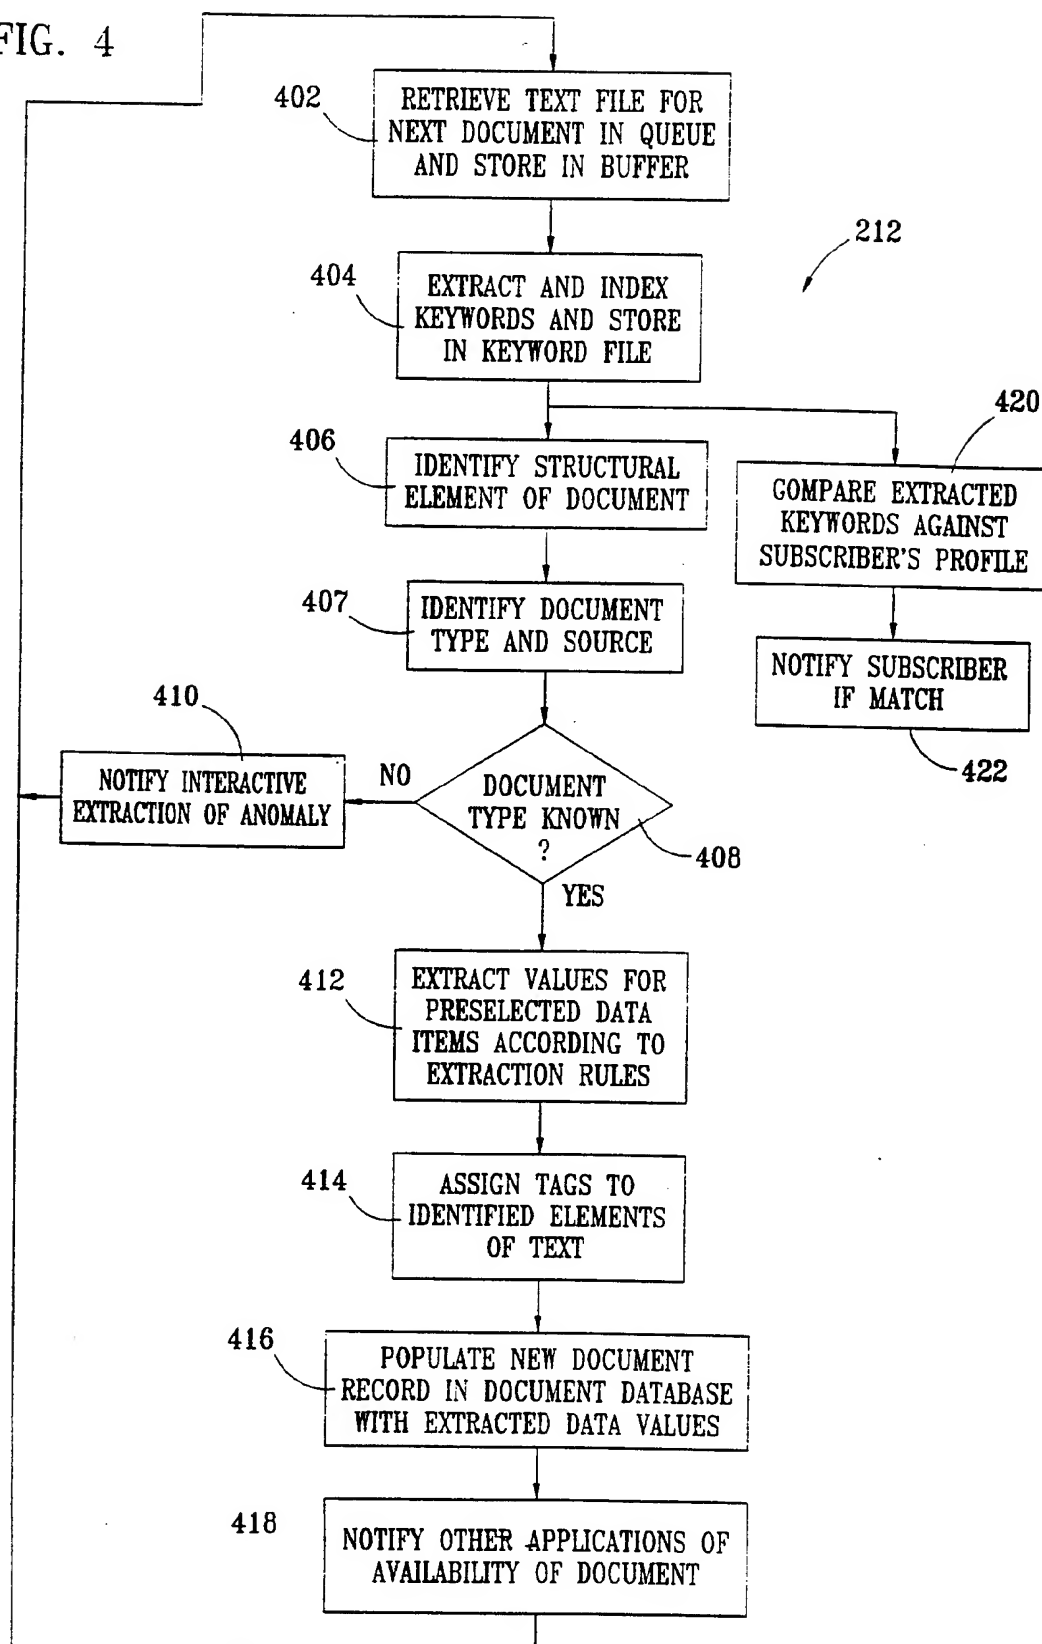 FIG. 4
402
RETRIEVE TEXT FILE FOR
NEXT DOCUMENT IN QUEUE
AND STORE IN BUFFER
212
404
EXTRACT AND INDEX
KEYWORDS AND STORE
IN KEYWORD FILE
420
406
IDENTIFY STRUCTURAL
ELEMENT OF DOCUMENT
GOMPARE EXTRACTED
KEYWORDS AGAINST
SUBSCRIBER'S PROFILE
407
IDENTIFY DOCUMENT
TYPE AND SOURCE
NOTIFY SUBSCRIBER
IF MATCH
422
410
NOTIFY INTERACTIVE
EXTRACTION OF ANOMALY
NO
DOCUMENT
TYPE KNOWN
?
408
YES
412
EXTRACT VALUES FOR
PRESELECTED DATA
ITEMS ACCORDING TO
EXTRACTION RULES
414
ASSIGN TAGS TO
IDENTIFIED ELEMENTS
OF TEXT
416
POPULATE NEW DOCUMENT
RECORD IN DOCUMENT DATABASE
WITH EXTRACTED DATA VALUES
418
NOTIFY OTHER APPLICATIONS OF
AVAILABILITY OF DOCUMENT